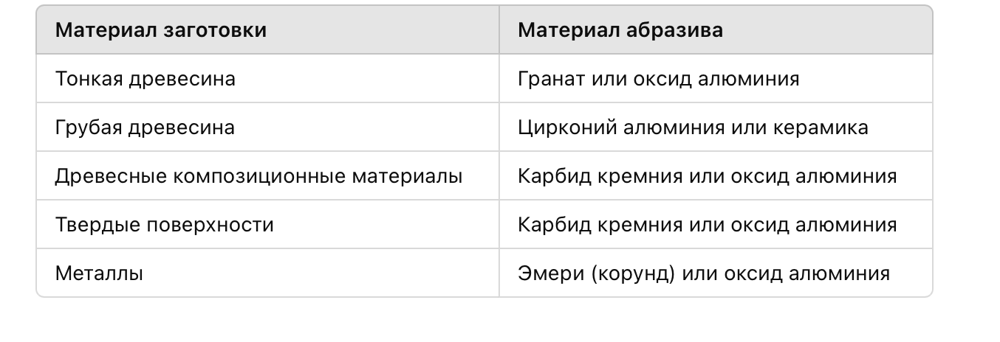 Материал заготовки Материал абразива
Тонкая древесина Гранат или оксид алюминия
Грубая древесина Цирконий алюминия или керамика
Древесные композиционные материалы Карбид кремния или оксид алюминия
Твердые поверхности Карбид кремния или оксид алюминия
Металлы Эмери (корунд) или оксид алюминия